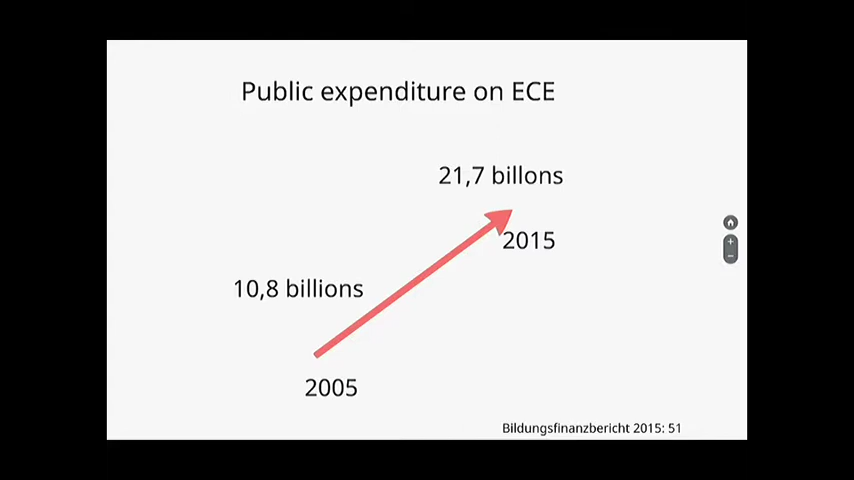 Public expenditure on ECE
21,7 billons
2015
10,8 billions
2005
Bildungsfinanzbericht 2015: 51